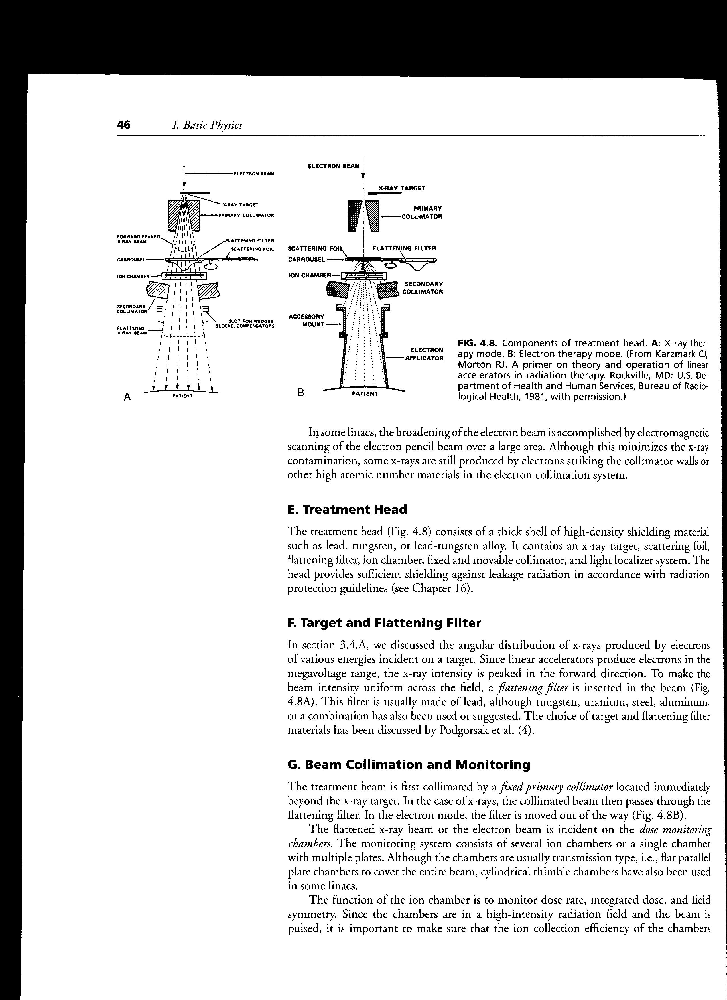 46 I. Basic Physics
ELECTRON BEAM
X-RAY TARGET
PRIMARY COLLIMATOR
FORWARD PEAKED
X-RAY BEAM
FLATTENING FILTER
SCATTERING FOIL
CARROUSEL
ION CHAMBER
SECONDARY
COLLIMATOR
SLOT FOR WEDGES,
BLOCKS, COMPENSATORS
FLATTENED
X RAY BEAM
PATIENT
A
ELECTRON BEAM
X-RAY TARGET
PRIMARY
COLLIMATOR
SCATTERING FOIL
FLATTENING FILTER
CARROUSEL
ION CHAMBER
SECONDARY
COLLIMATOR
ACCESSORY
MOUNT
ELECTRON
APPLICATOR
PATIENT
B
FIG. 4.8. Components of treatment head. A: X-ray ther-
apy mode. B: Electron therapy mode. (From Karzmark CJ,
Morton RJ. A primer on theory and operation of linear
accelerators in radiation therapy. Rockville, MD: U.S. De-
partment of Health and Human Services, Bureau of Radio-
logical Health, 1981, with permission.)
In some linacs, the broadening of the electron beam is accomplished by electromagnetic
scanning of the electron pencil beam over a large area. Although this minimizes the x-ray
contamination, some x-rays are still produced by electrons striking the collimator walls or
other high atomic number materials in the electron collimation system.
E. Treatment Head
The treatment head (Fig. 4.8) consists of a thick shell of high-density shielding material
such as lead, tungsten, or lead-tungsten alloy. It contains an x-ray target, scattering foil,
flattening filter, ion chamber, fixed and movable collimator, and light localizer system. The
head provides sufficient shielding against leakage radiation in accordance with radiation
protection guidelines (see Chapter 16).
F. Target and Flattening Filter
In section 3.4.A, we discussed the angular distribution of x-rays produced by electrons
of various energies incident on a target. Since linear accelerators produce electrons in the
megavoltage range, the x-ray intensity is peaked in the forward direction. To make the
beam intensity uniform across the field, a flattening filter is inserted in the beam (Fig.
4.8A). This filter is usually made of lead, although tungsten, uranium, steel, aluminum,
or a combination has also been used or suggested. The choice of target and flattening filter
materials has been discussed by Podgorsak et al. (4).
G. Beam Collimation and Monitoring
The treatment beam is first collimated by a fixed primary collimator located immediately
beyond the x-ray target. In the case of x-rays, the collimated beam then passes through the
flattening filter. In the electron mode, the filter is moved out of the way (Fig. 4.8B).
The flattened x-ray beam or the electron beam is incident on the dose monitoring
chambers. The monitoring system consists of several ion chambers or a single chamber
with multiple plates. Although the chambers are usually transmission type, i.e., flat parallel
plate chambers to cover the entire beam, cylindrical thimble chambers have also been used
in some linacs.
The function of the ion chamber is to monitor dose rate, integrated dose, and field
symmetry. Since the chambers are in a high-intensity radiation field and the beam is
pulsed, it is important to make sure that the ion collection efficiency of the chambers